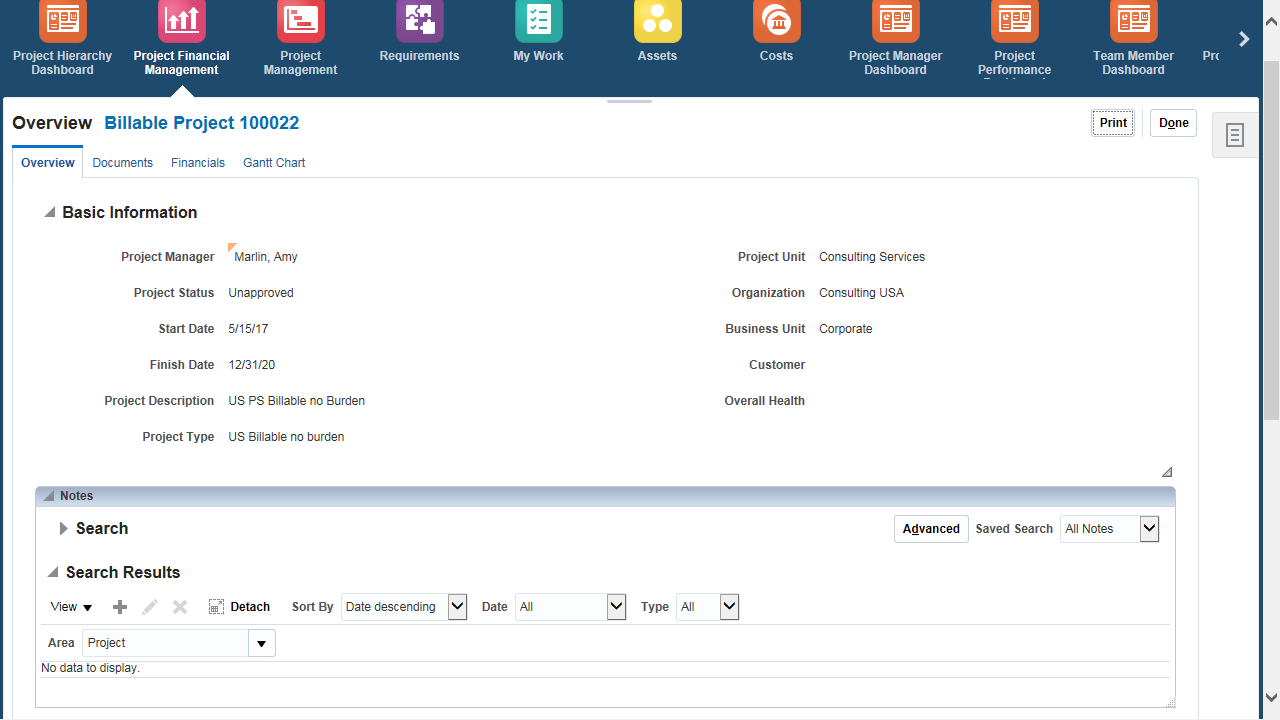 Project Hierarchy Dashboard
Project Financial Management
Project Management
Requirements
My Work
Assets
Costs
Project Manager Dashboard
Project Performance
Team Member Dashboard
Overview Billable Project 100022
Print
Done
Overview Documents Financials Gantt Chart
Basic Information
Project Manager Marlin, Amy
Project Status Unapproved
Start Date 5/15/17
Finish Date 12/31/20
Project Description US PS Billable no Burden
Project Type US Billable no burden
Project Unit Consulting Services
Organization Consulting USA
Business Unit Corporate
Customer
Overall Health
Notes
Search
Advanced Saved Search All Notes
Search Results
View Detach Sort By Date descending Date All Type All
Area Project
No data to display.